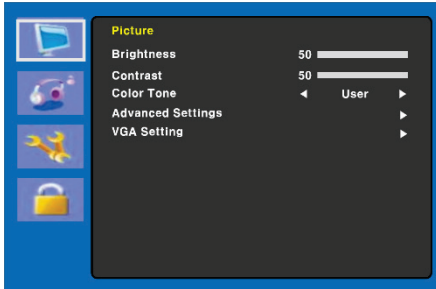 Picture
Brightness 50
Contrast 50
Color Tone User
Advanced Settings
VGA Setting